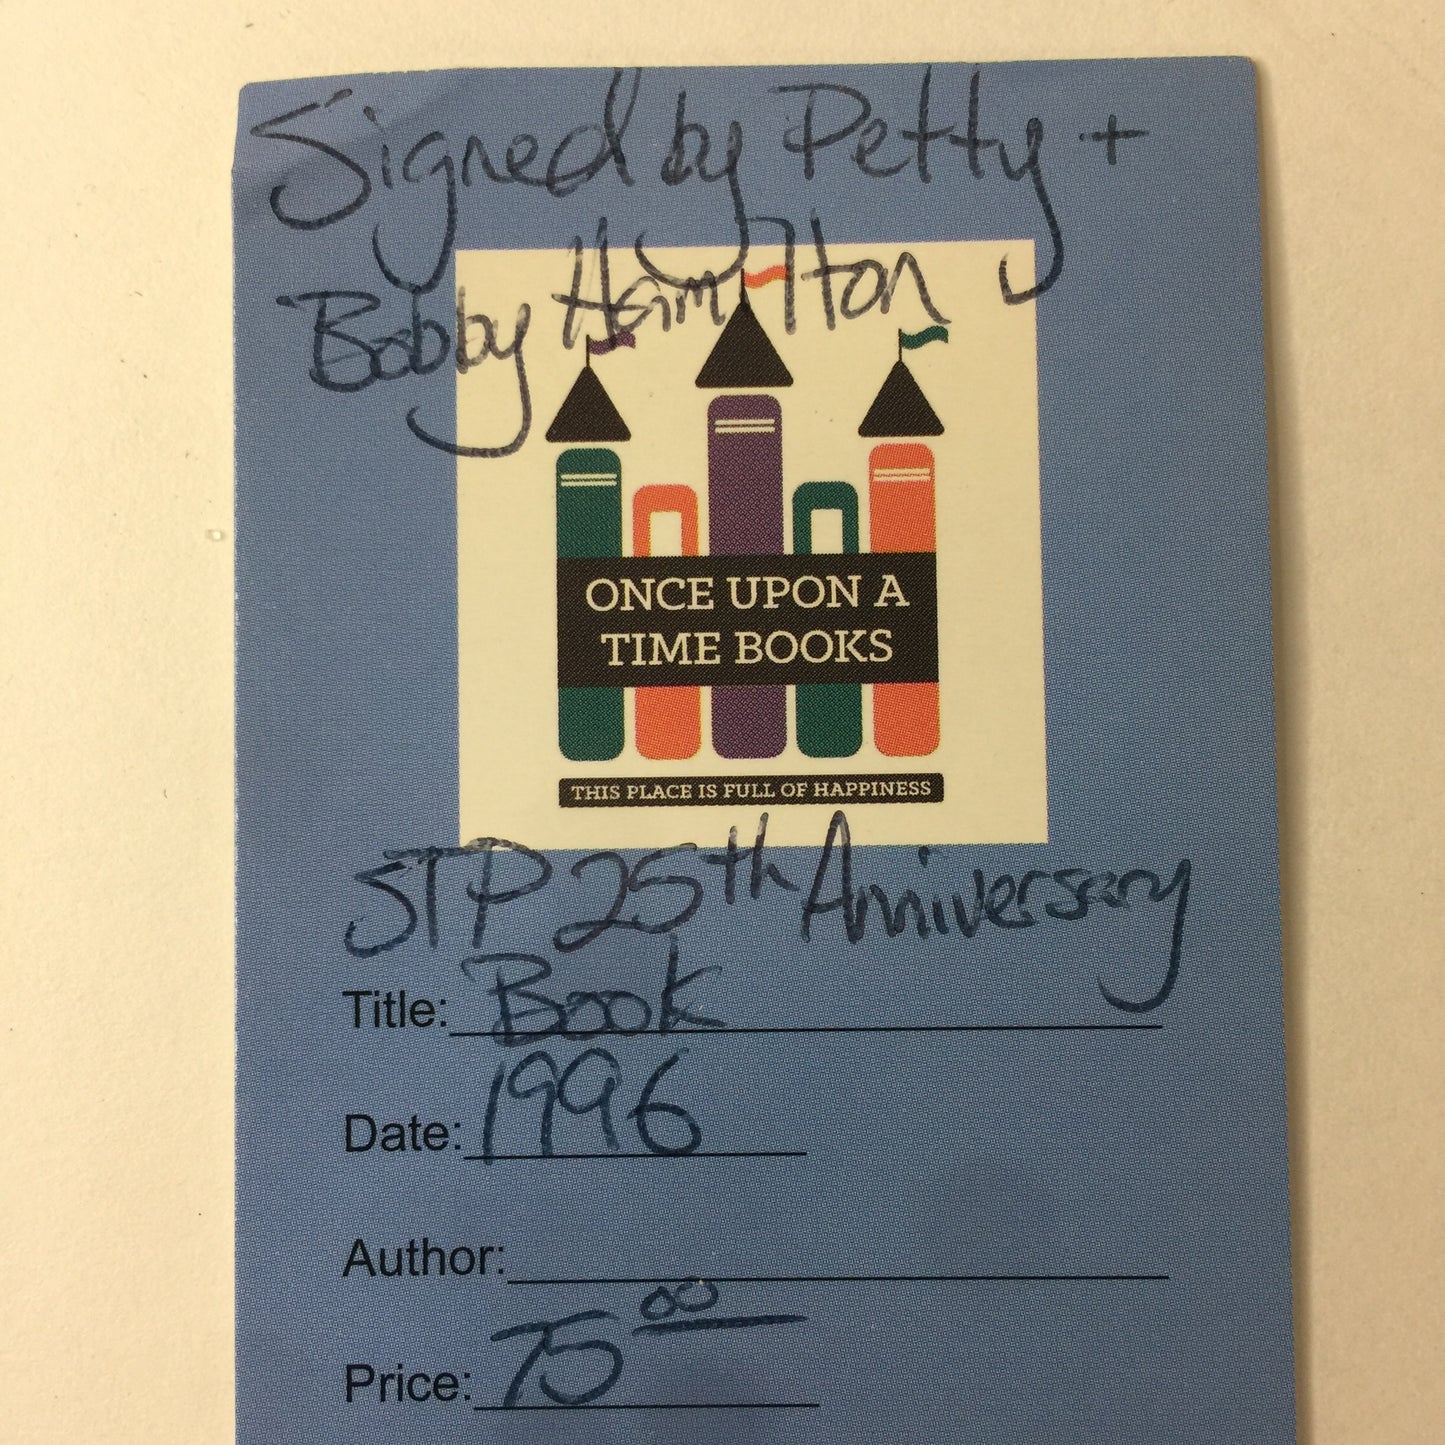 Signed by Petty +
Bobby Hamilton
ONCE UPON A
TIME BOOKS
THIS PLACE IS FULL OF HAPPINESS
STP 25th Anniversary
Title: Book
Date: 1996
Author:
Price: 75 00